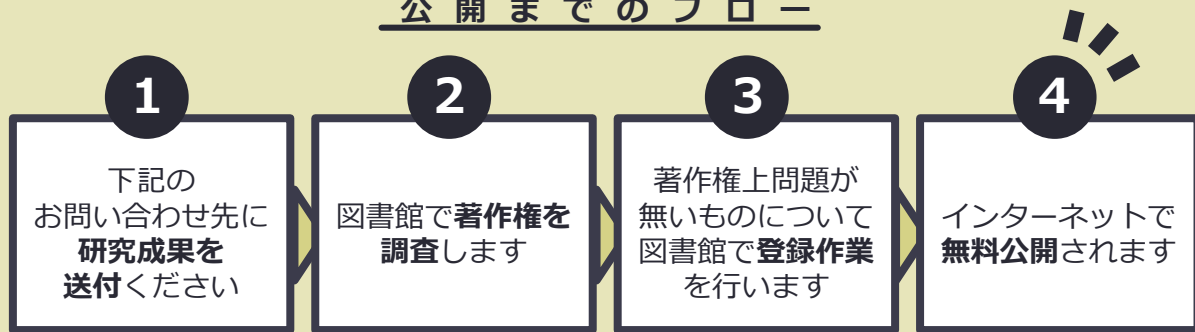 公開までのフロー
1
下記の
お問い合わせ先に
研究成果を
送付ください
2
図書館で著作権を
調査します
3
著作権上問題が
無いものについて
図書館で登録作業
を行います
4
インターネットで
無料公開されます